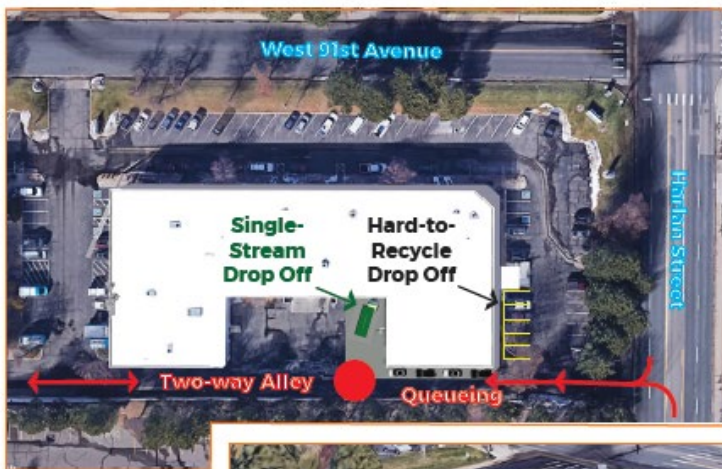 West 91st Avenue
Harlan Street
Single-
Stream
Drop Off
Hard-to-
Recycle
Drop Off
Two-way Alley
Queueing